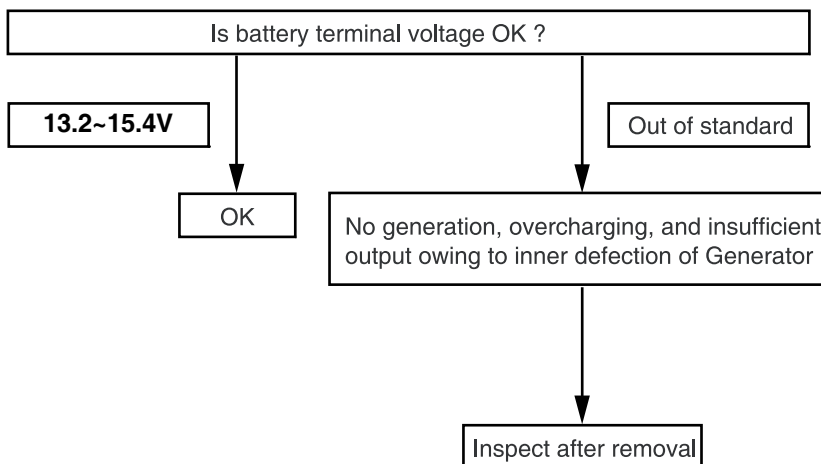 Is battery terminal voltage OK ?
13.2~15.4V
Out of standard
OK
No generation, overcharging, and insufficient
output owing to inner defection of Generator
Inspect after removal